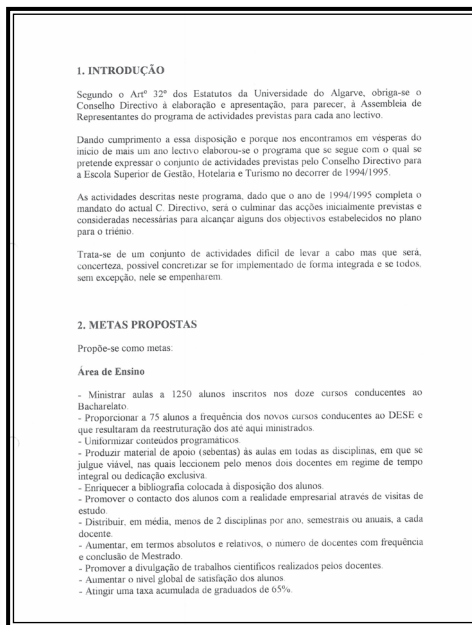 1. INTRODUÇÃO
Segundo o Artº 32º dos Estatutos da Universidade do Algarve, obriga-se o
Conselho Directivo à elaboração e apresentação, para parecer, à Assembleia de
Representantes do programa de actividades previstas para cada ano lectivo.
Dando cumprimento a essa disposição e porque nos encontramos em vésperas do
inicio de mais um ano lectivo elaborou-se o programa que se segue com o qual se
pretende expressar o conjunto de actividades previstas pelo Conselho Directivo para
a Escola Superior de Gestão, Hotelaria e Turismo no decorrer de 1994/1995.
As actividades descritas neste programa, dado que o ano de 1994/1995 completa o
mandato do actual C. Directivo, será o culminar das acções inicialmente previstas e
consideradas necessárias para alcançar alguns dos objectivos estabelecidos no plano
para o triénio.
Trata-se de um conjunto de actividades dificil de levar a cabo mas que será,
concerteza, possivel concretizar se for implementado de forma integrada e se todos,
sem excepção, nele se empenharem.
2. METAS PROPOSTAS
Propõe-se como metas:
Área de Ensino
- Ministrar aulas a 1250 alunos inscritos nos doze cursos conducentes ao
Bacharelato.
- Proporcionar a 75 alunos a frequência dos novos cursos conducentes ao DESE e
que resultaram da reestruturação dos até aqui ministrados.
- Uniformizar conteúdos programáticos.
- Produzir material de apoio (sebentas) às aulas em todas as disciplinas, em que se
julgue viável, nas quais leccionem pelo menos dois docentes em regime de tempo
integral ou dedicação exclusiva.
- Enriquecer a bibliografia colocada à disposição dos alunos.
- Promover o contacto dos alunos com a realidade empresarial através de visitas de
estudo.
- Distribuir, em média, menos de 2 disciplinas por ano, semestrais ou anuais, a cada
docente.
- Aumentar, em termos absolutos e relativos, o numero de docentes com frequência
e conclusão de Mestrado.
- Promover a divulgação de trabalhos cientificos realizados pelos docentes.
- Aumentar o nivel global de satisfação dos alunos.
- Atingir uma taxa acumulada de graduados de 65%.